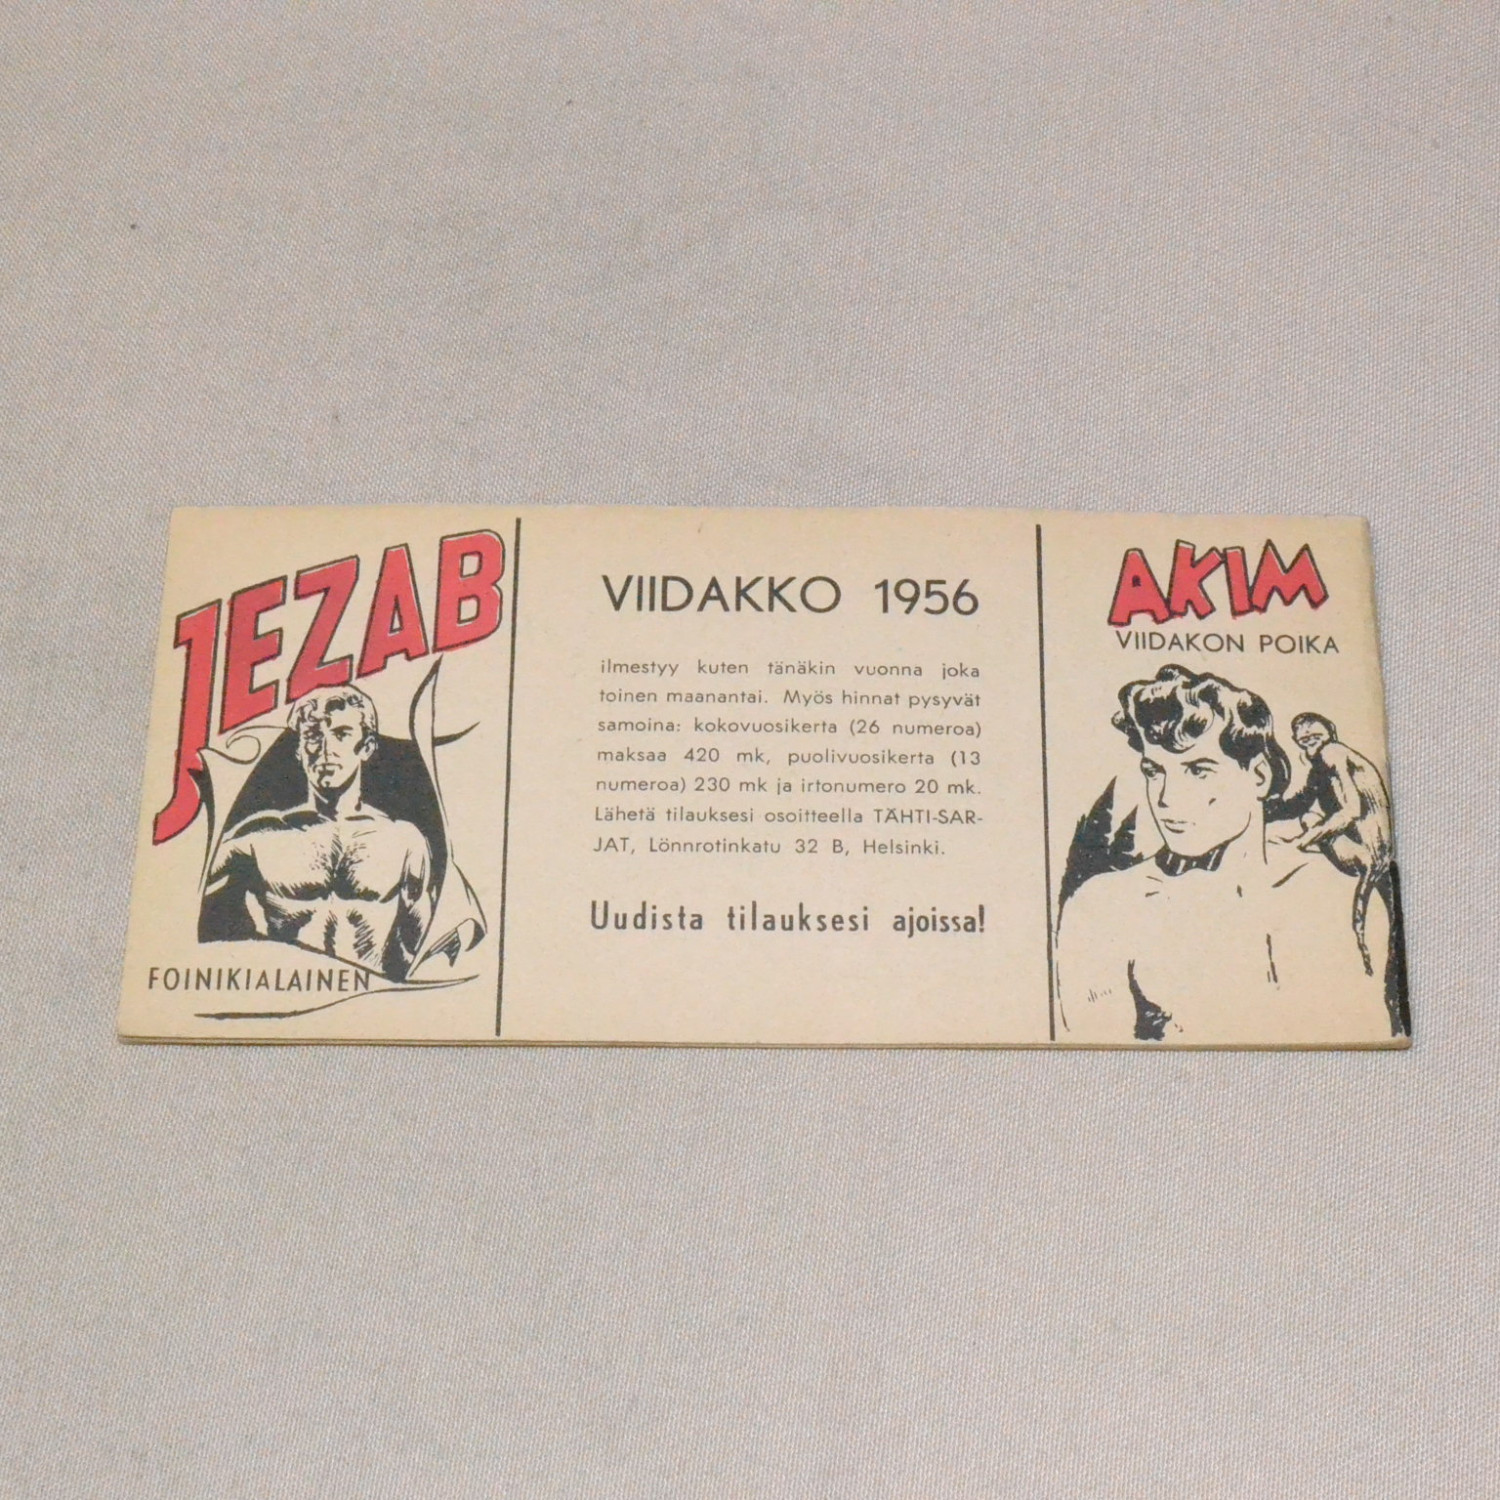 JEZAB
FOINIKIALAINEN
VIIDAKKO 1956
ilmestyy kuten tänäkin vuonna joka
toinen maanantai. Myös hinnat pysyvät
samoina: kokovuosikerta (26 numeroa)
maksaa 420 mk, puolivuosikerta (13
numeroa) 230 mk ja irtonumero 20 mk.
Lähetä tilauksesi osoitteella TÄHTI-SAR-
JAT, Lönnrotinkatu 32 B, Helsinki.
Uudista tilauksesi ajoissa!
AKIM
VIIDAKON POIKA